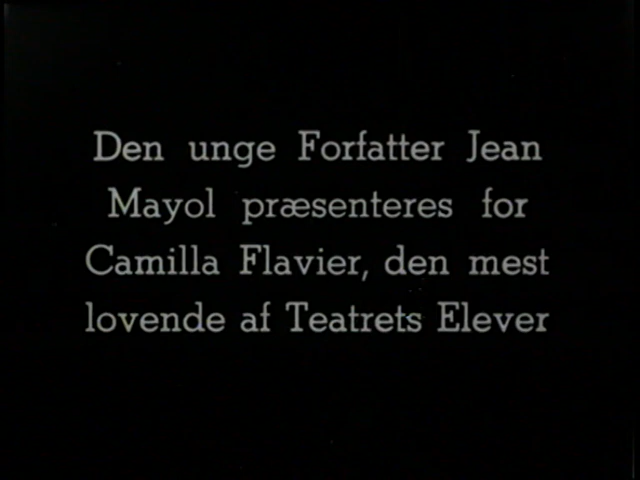 Den unge Forfatter Jean
Mayol præsenteres for
Camilla Flavier, den mest
lovende af Teatrets Elever